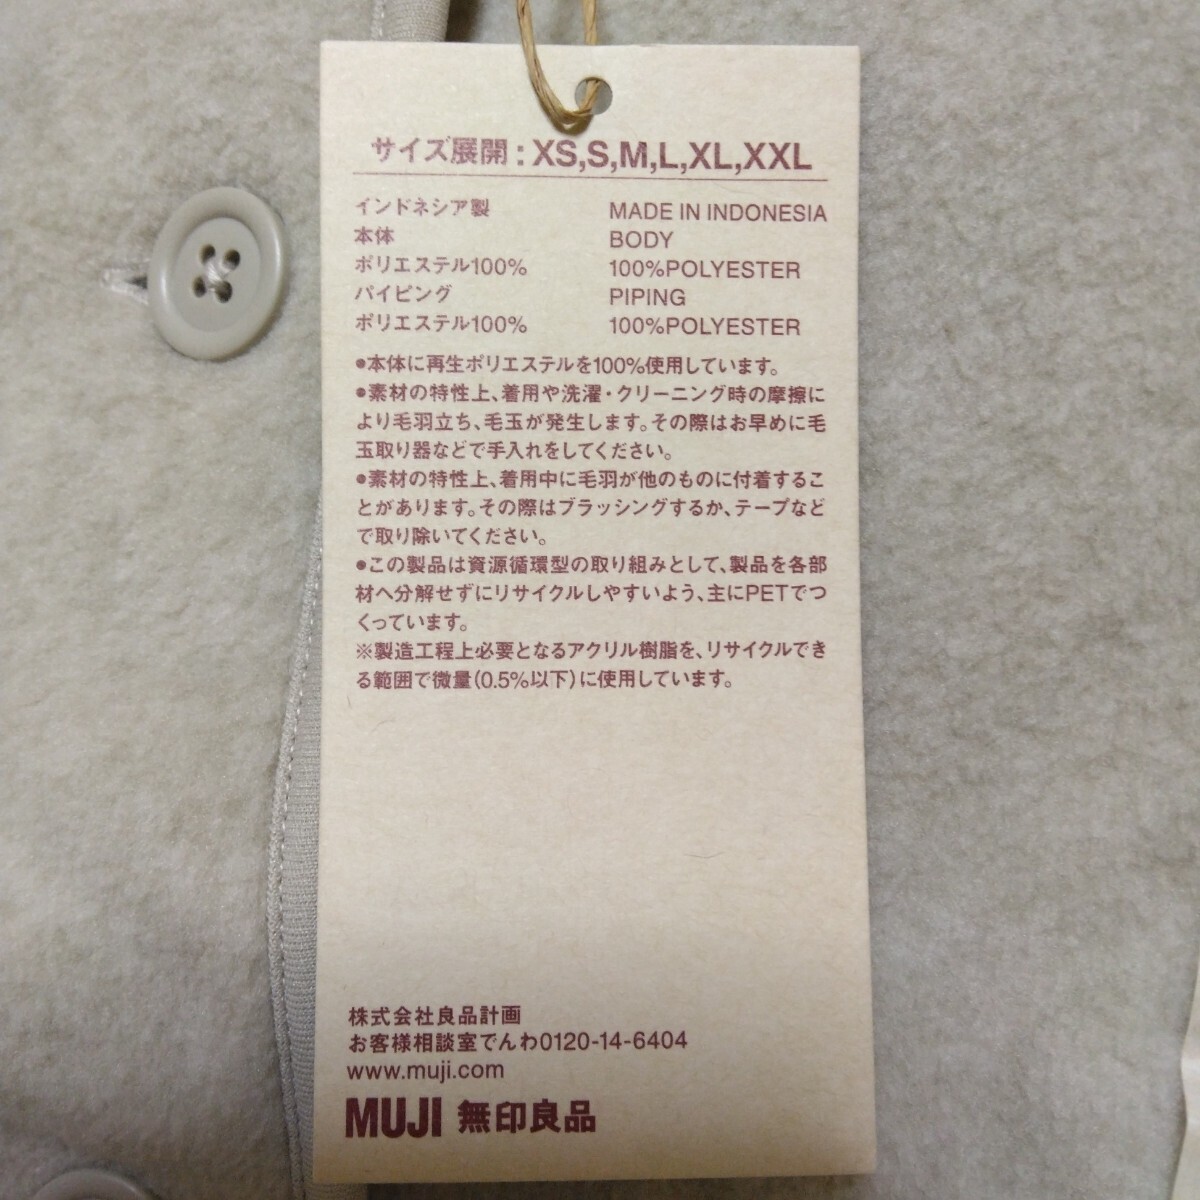 サイズ展開：XS,S,M,L,XL,XXL
インドネシア製 MADE IN INDONESIA
本体 BODY
ポリエステル100% 100%POLYESTER
パイピング PIPING
ポリエステル100% 100%POLYESTER
●本体に再生ポリエステルを100%使用しています。
●素材の特性上、着用や洗濯・クリーニング時の摩擦に
より毛羽立ち、毛玉が発生します。その際はお早めに毛
玉取り器などで手入れをしてください。
●素材の特性上、着用中に毛羽が他のものに付着するこ
とがあります。その際はブラッシングするか、テープなど
で取り除いてください。
●この製品は資源循環型の取り組みとして、製品を各部
材へ分解せずにリサイクルしやすいよう、主にPETでつ
くっています。
※製造工程上必要となるアクリル樹脂を、リサイクルでき
る範囲で微量(0.5%以下)に使用しています。
株式会社良品計画
お客様相談室でんわ0120-14-6404
www.muji.com
MUJI 無印良品